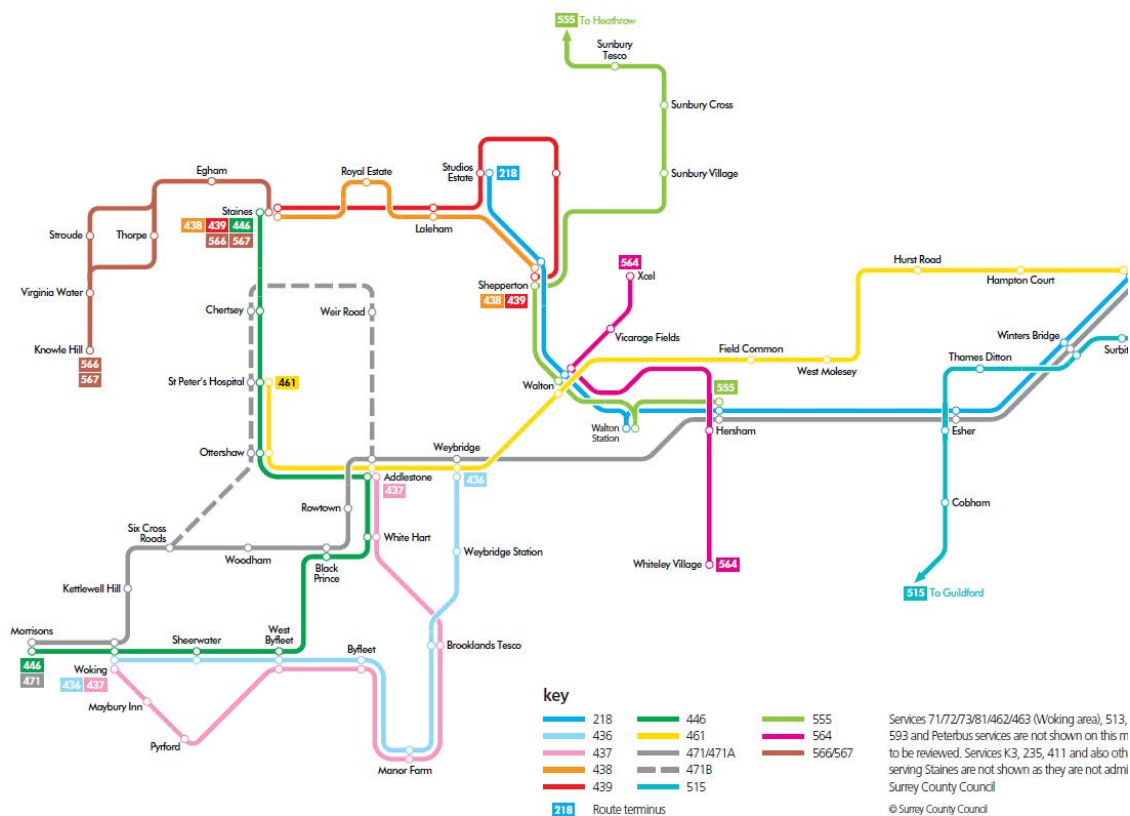 555 To Heathrow
Sunbury
Tesco
Sunbury Cross
Sunbury Village
Egham
Royal Estate
Studios
Estate
218
Staines
438 439 446
566 567
Laleham
Stroude
Thorpe
Virginia Water
Knowle Hill
566
567
Shepperton
438 439
564
Xcel
Hurst Road
Hampton Court
Chertsey
Weir Road
Vicarage Fields
Winters Bridge
Field Common
West Molesey
Thames Ditton
Surbit
St Peter's Hospital
461
Walton
555
Walton
Station
Hersham
Esher
Ottershaw
Weybridge
Addlestone
437
436
Rowtown
Cobham
Six Cross
Roads
White Hart
Woodham
Black
Prince
Weybridge Station
Whiteley Village
564
Kettlewell Hill
515 To Guildford
Morrisons
446
471
Sheerwater
West
Byfleet
Byfleet
Brooklands Tesco
Woking
436 437
Maybury Inn
Pyrford
Manor Farm
key
218
436
437
438
439
218 Route terminus
446
461
471/471A
471B
515
555
564
566/567
Services 71/72/73/81/462/463 (Woking area), 513,
593 and Peterbus services are not shown on this m
to be reviewed. Services K3, 235, 411 and also oth
serving Staines are not shown as they are not admi
Surrey County Council
© Surrey County Council